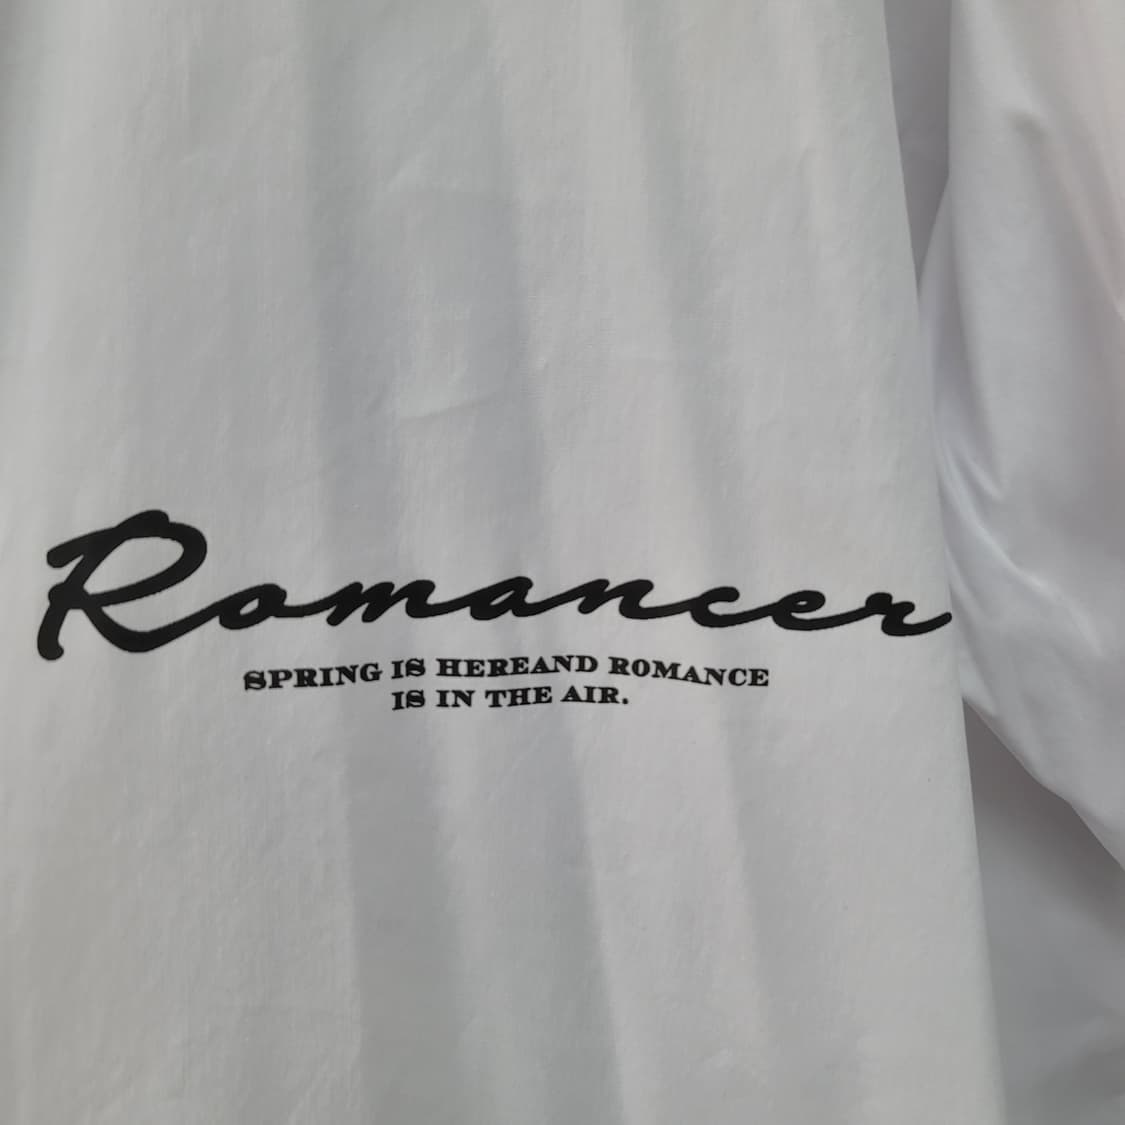 Romancer
SPRING IS HEREAND ROMANCE
IS IN THE AIR.